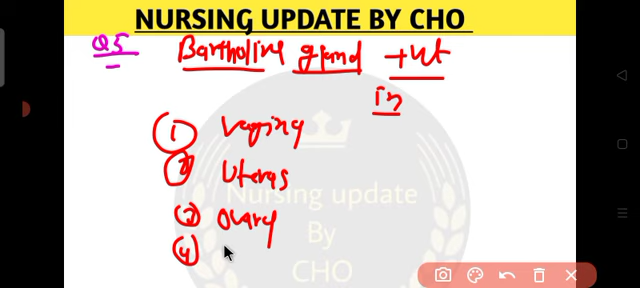 NURSING UPDATE BY CHO
Q5 Bartholine gland +nt
in
① Vagina
② Uterus
③ Ovary
④
Nursing update
By
CHO